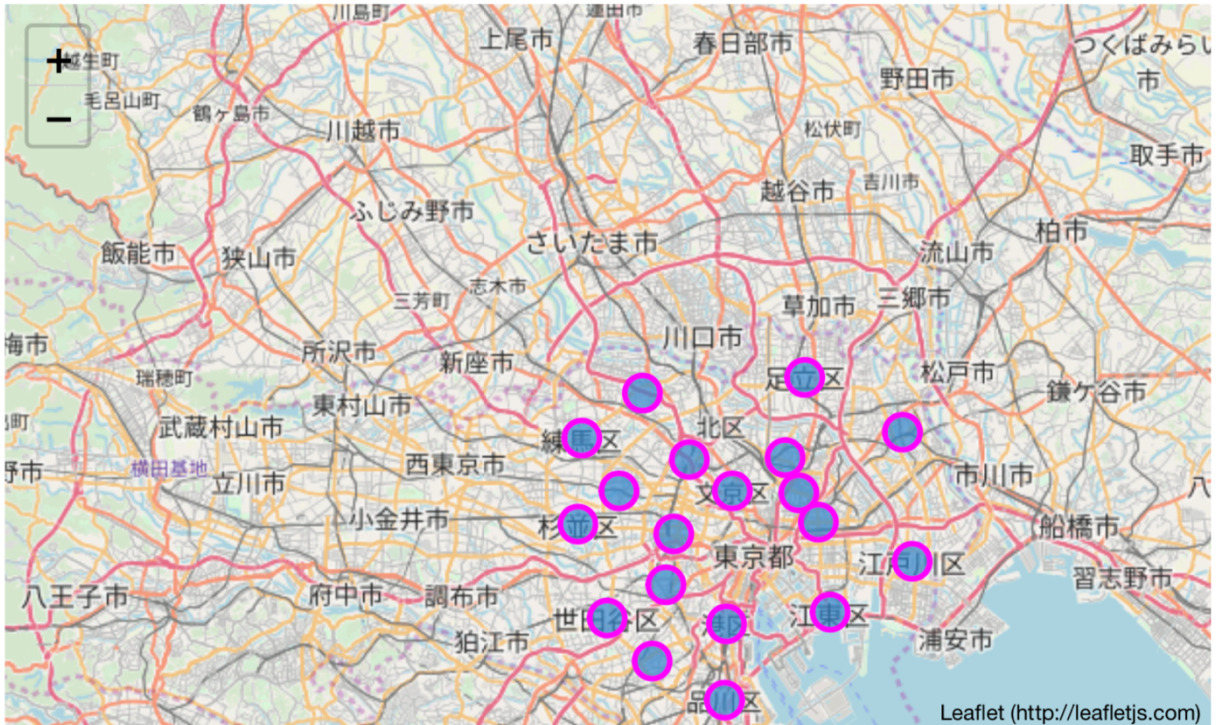 川島町
蓮田市
上尾市
春日部市
つくばみらい
市
+
越生町
野田市
毛呂山町
鶴ヶ島市
−
川越市
松伏町
取手市
越谷市
吉川市
ふじみ野市
柏市
さいたま市
飯能市
狭山市
流山市
志木市
三芳町
草加市
三郷市
川口市
梅市
所沢市
新座市
瑞穂町
足立区
松戸市
鎌ケ谷市
東村山市
武蔵村山市
北区
練馬区
野市
横田基地
西東京市
市川市
立川市
文京区
八
小金井市
杉並区
船橋市
東京都
江戸川区
習志野市
八王子市
府中市
調布市
世田谷区
港区
江東区
狛江市
浦安市
品川区
Leaflet (http://leafletjs.com)